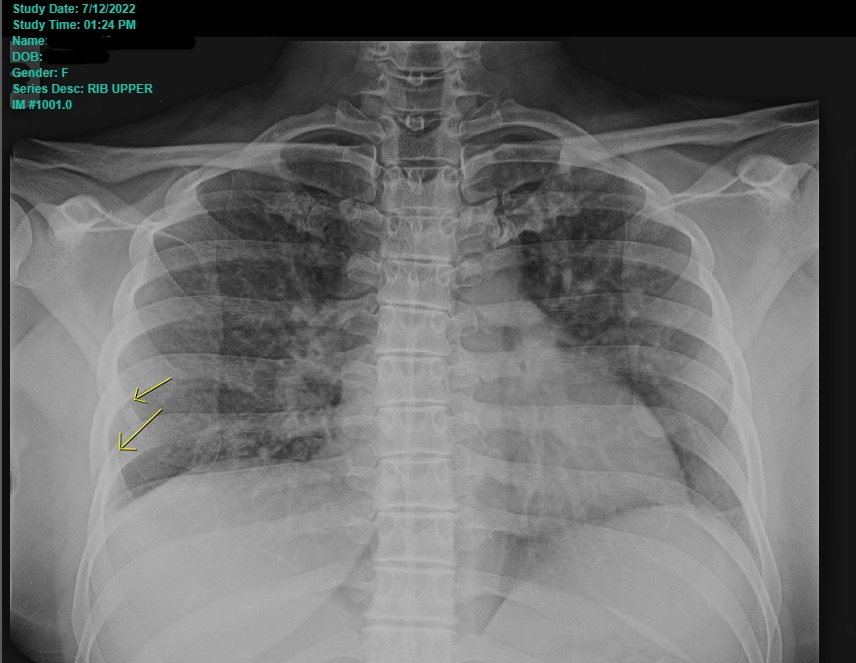 Study Date: 7/12/2022
Study Time: 01:24 PM
Name:
DOB:
Gender: F
Series Desc: RIB UPPER
IM #1001.0